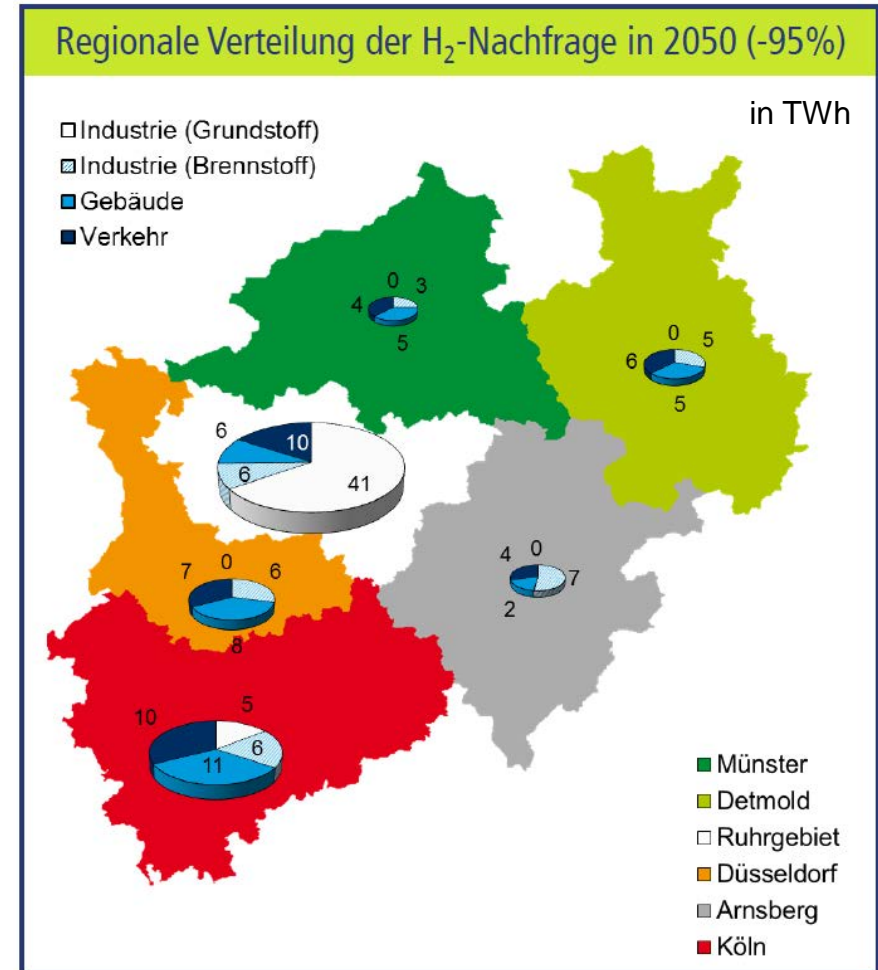 Regionale Verteilung der H₂-Nachfrage in 2050 (-95%)
in TWh
Industrie (Grundstoff)
Industrie (Brennstoff)
Gebäude
Verkehr
0 3
4
5
0 5
6
5
6
10
6
41
4 0
7
2
7 0 6
8
5
10
6
11
Münster
Detmold
Ruhrgebiet
Düsseldorf
Arnsberg
Köln